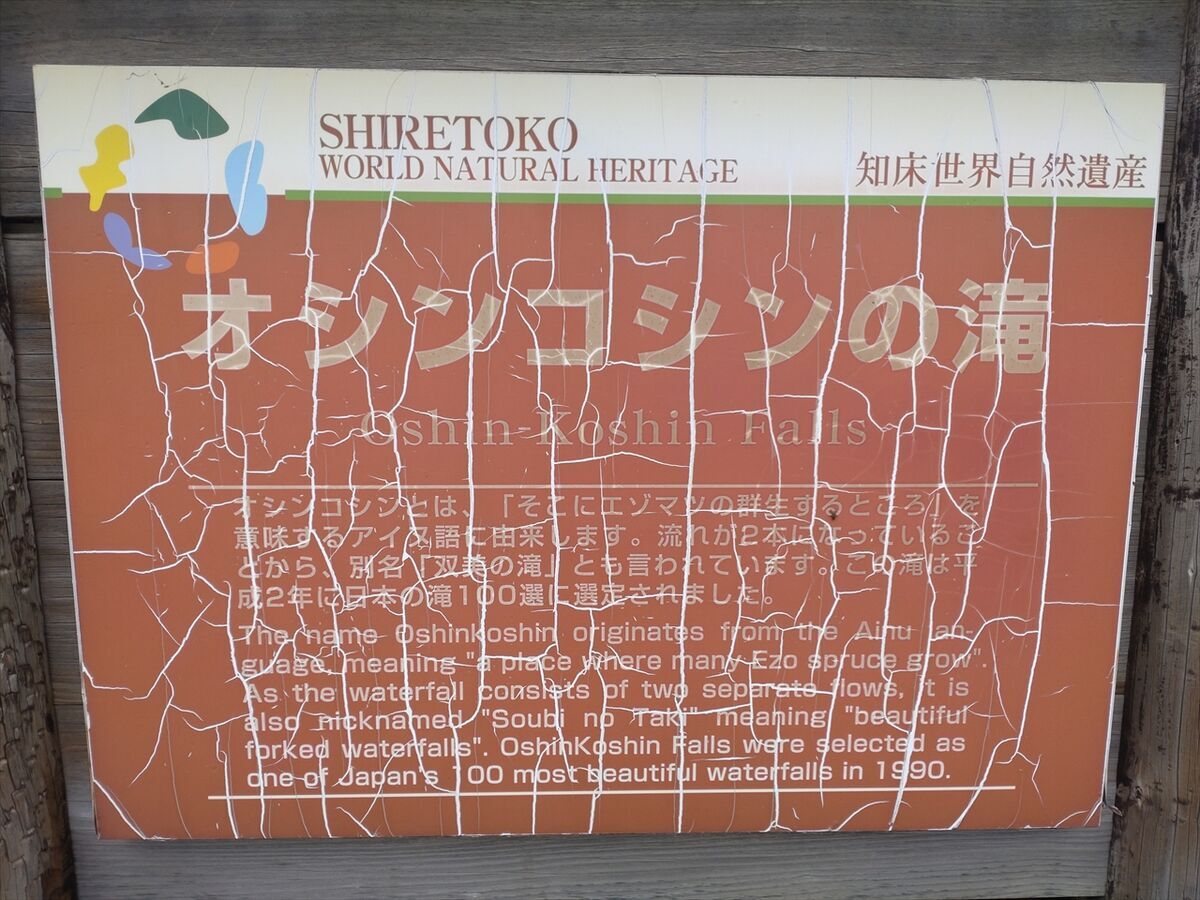 SHIRETOKO
WORLD NATURAL HERITAGE
知床世界自然遺産
オシンコシンの滝
Oshin-Koshin Falls
オシンコシンとは、「そこにエゾマツの群生するところ」を
意味するアイヌ語に由来します。流れが2本になっているこ
とから、別名「双美の滝」とも言われています。この滝は平
成2年に日本の滝100選に選定されました。
The name Oshinkoshin originates from the Ainu an-
guage, meaning "a place where many Ezo spruce grow".
As the waterfall consists of two separate flows, it is
also nicknamed "Soubi no Taki" meaning "beautiful
forked waterfalls". OshinKoshin Falls were selected as
one of Japan's 100 most beautiful waterfalls in 1990.